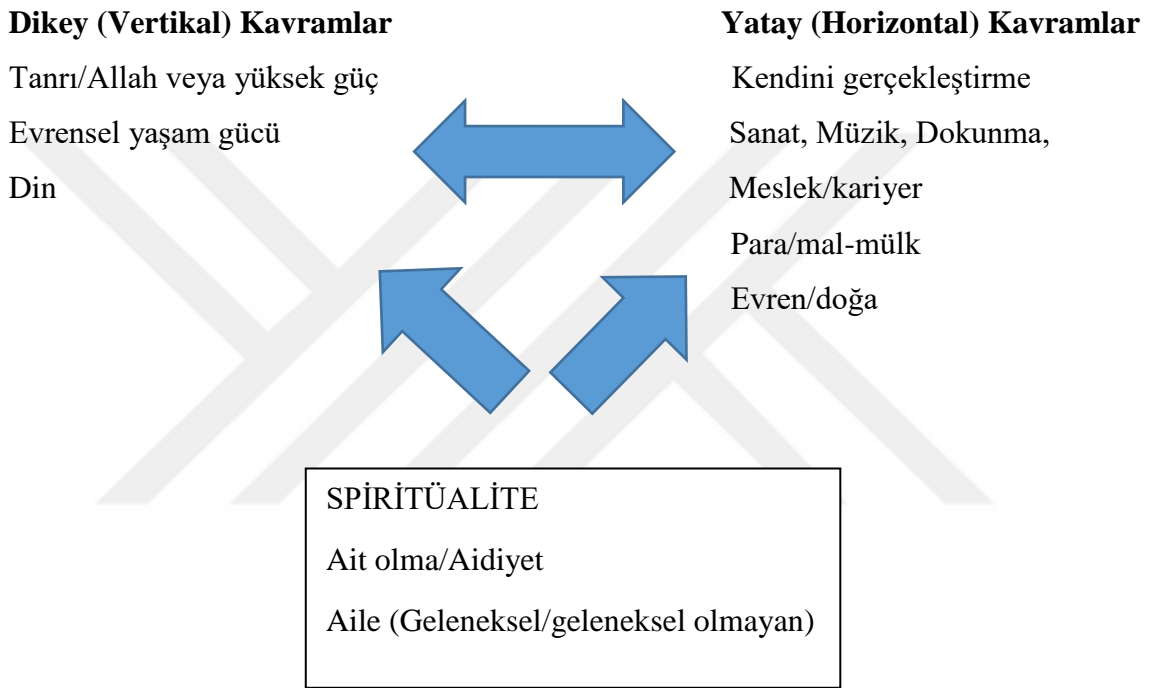 Dikey (Vertikal) Kavramlar
Tanrı/Allah veya yüksek güç
Evrensel yaşam gücü
Din
Yatay (Horizontal) Kavramlar
Kendini gerçekleştirme
Sanat, Müzik, Dokunma,
Meslek/kariyer
Para/mal-mülk
Evren/doğa
SPİRİTÜALİTE
Ait olma/Aidiyet
Aile (Geleneksel/geleneksel olmayan)